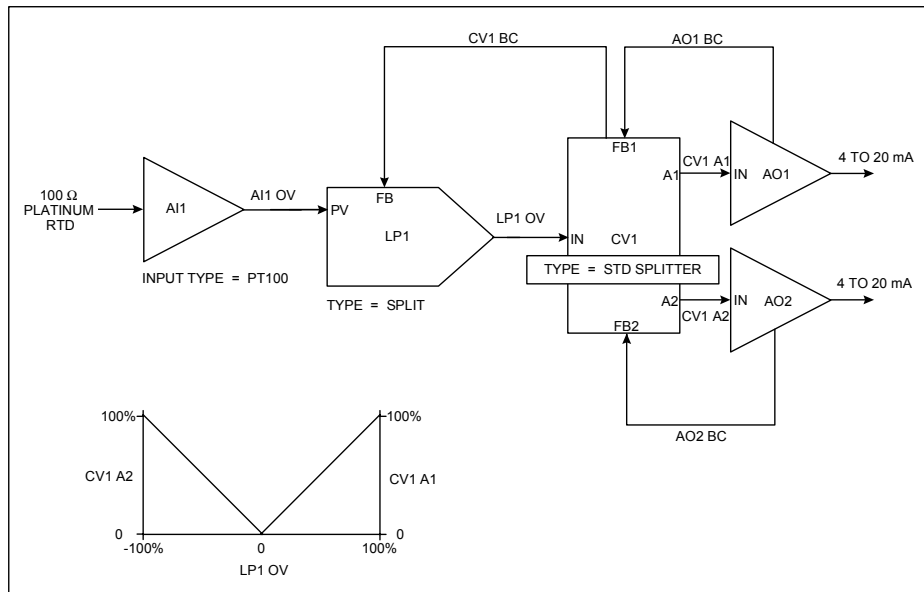 CV1 BC
AO1 BC
FB1
CV1 A1
4 TO 20 mA
A1
IN
AO1
100 Ω
PLATINUM
RTD
AI1
AI1 OV
FB
PV
LP1
LP1 OV
IN
CV1
INPUT TYPE = PT100
TYPE = STD SPLITTER
TYPE = SPLIT
A2
IN
AO2
4 TO 20 mA
CV1 A2
FB2
AO2 BC
100%
100%
CV1 A2
CV1 A1
0
0
-100%
0
100%
LP1 OV